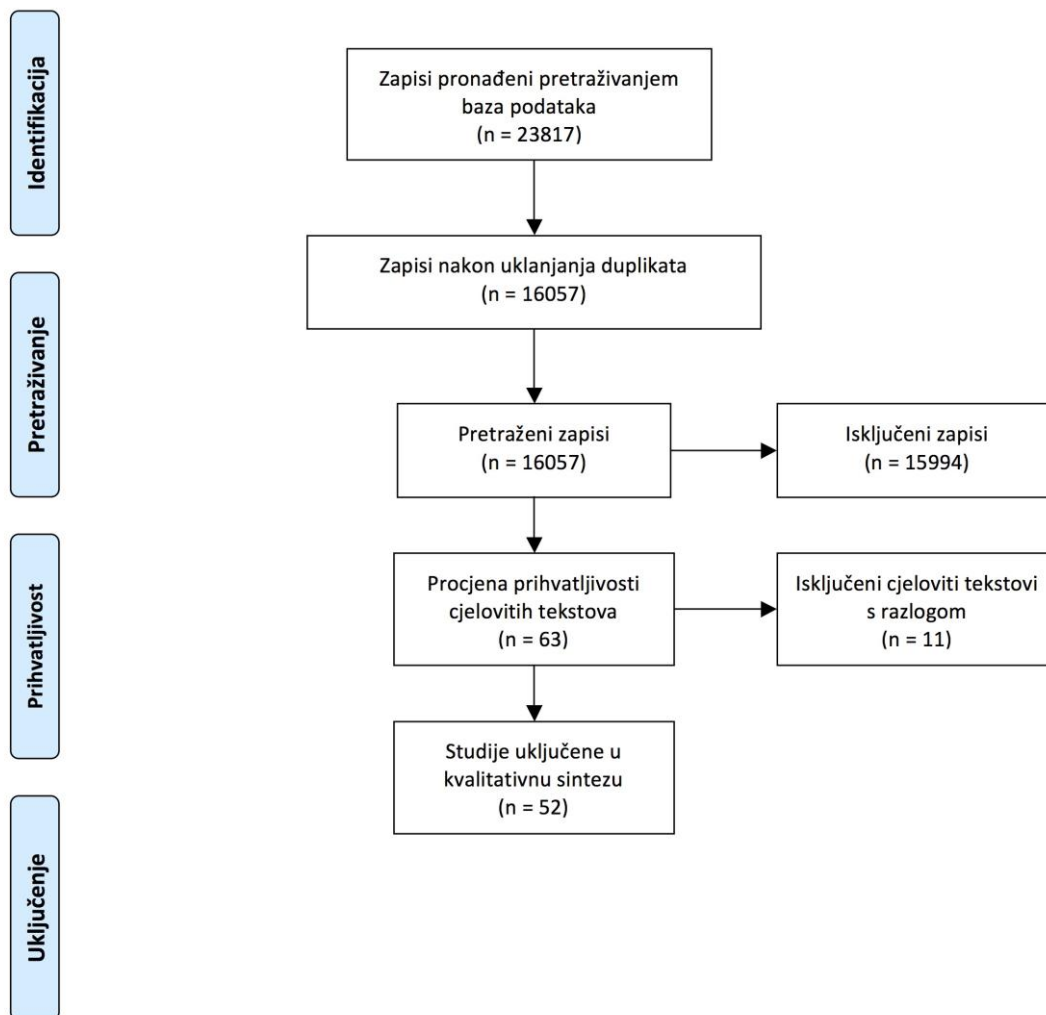 Identifikacija
Zapisi pronađeni pretraživanjem
baza podataka
(n = 23817)
Zapisi nakon uklanjanja duplikata
(n = 16057)
Pretraživanje
Pretraženi zapisi
(n = 16057)
Isključeni zapisi
(n = 15994)
Prihvatljivost
Procjena prihvatljivosti
cjelovitih tekstova
(n = 63)
Isključeni cjeloviti tekstovi
s razlogom
(n = 11)
Studije uključene u
kvalitativnu sintezu
(n = 52)
Uključenje